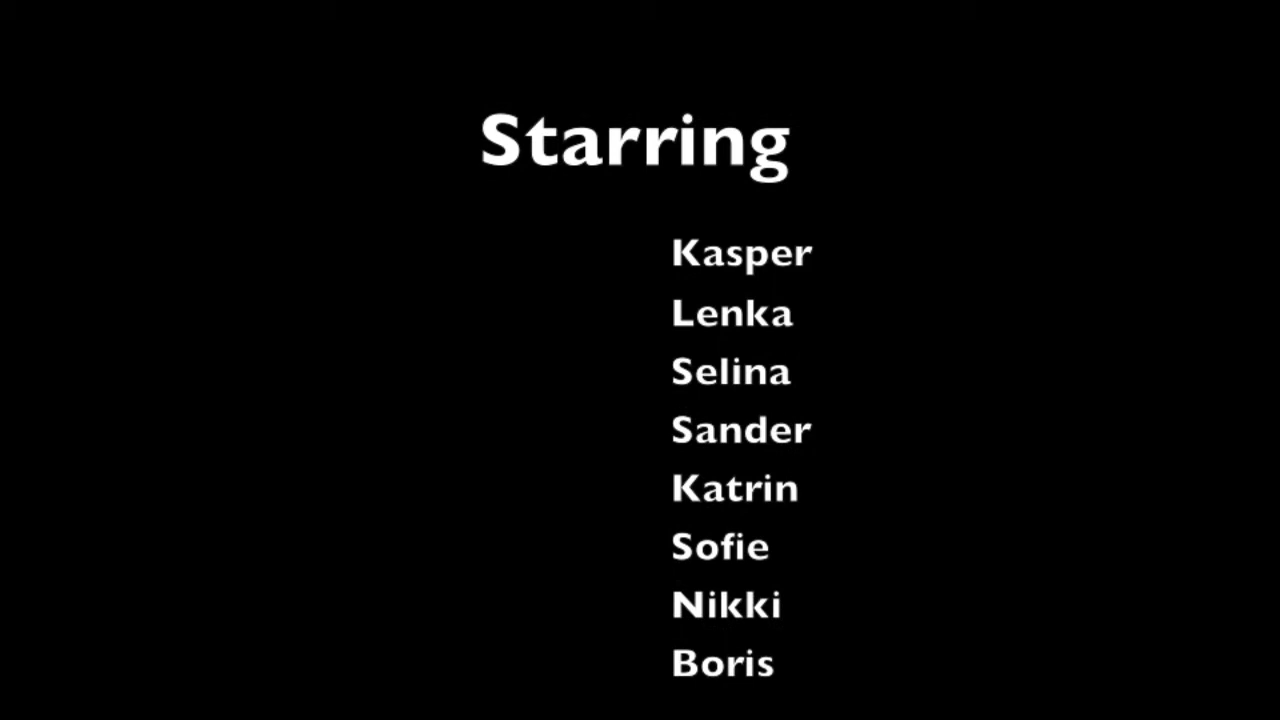 Starring
Kasper
Lenka
Selina
Sander
Katrin
Sofie
Nikki
Boris